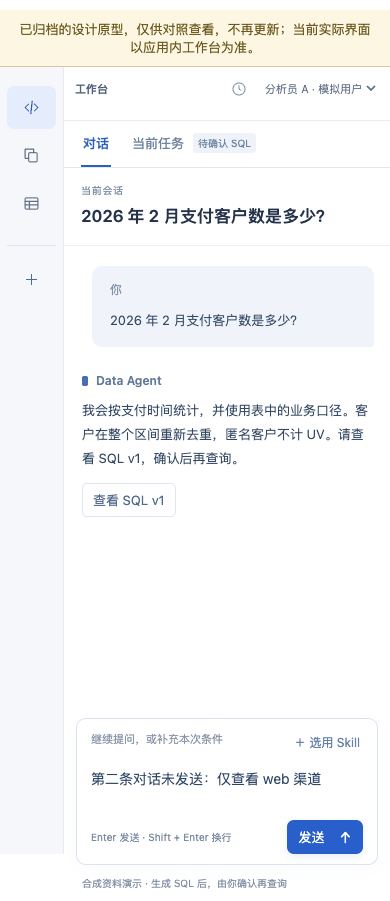 已归档的设计原型，仅供对照查看，不再更新；当前实际界面
以应用内工作台为准。
工作台
分析员 A · 模拟用户
对话
当前任务
待确认 SQL
当前会话
2026 年 2 月支付客户数是多少?
你
2026 年 2 月支付客户数是多少?
Data Agent
我会按支付时间统计，并使用表中的业务口径。客
户在整个区间重新去重，匿名客户不计 UV。请查
看 SQL v1，确认后再查询。
查看 SQL v1
继续提问，或补充本次条件
+ 选用 Skill
第二条对话未发送：仅查看 web 渠道
Enter 发送 · Shift + Enter 换行
发送 ↑
合成资料演示 · 生成 SQL 后，由你确认再查询